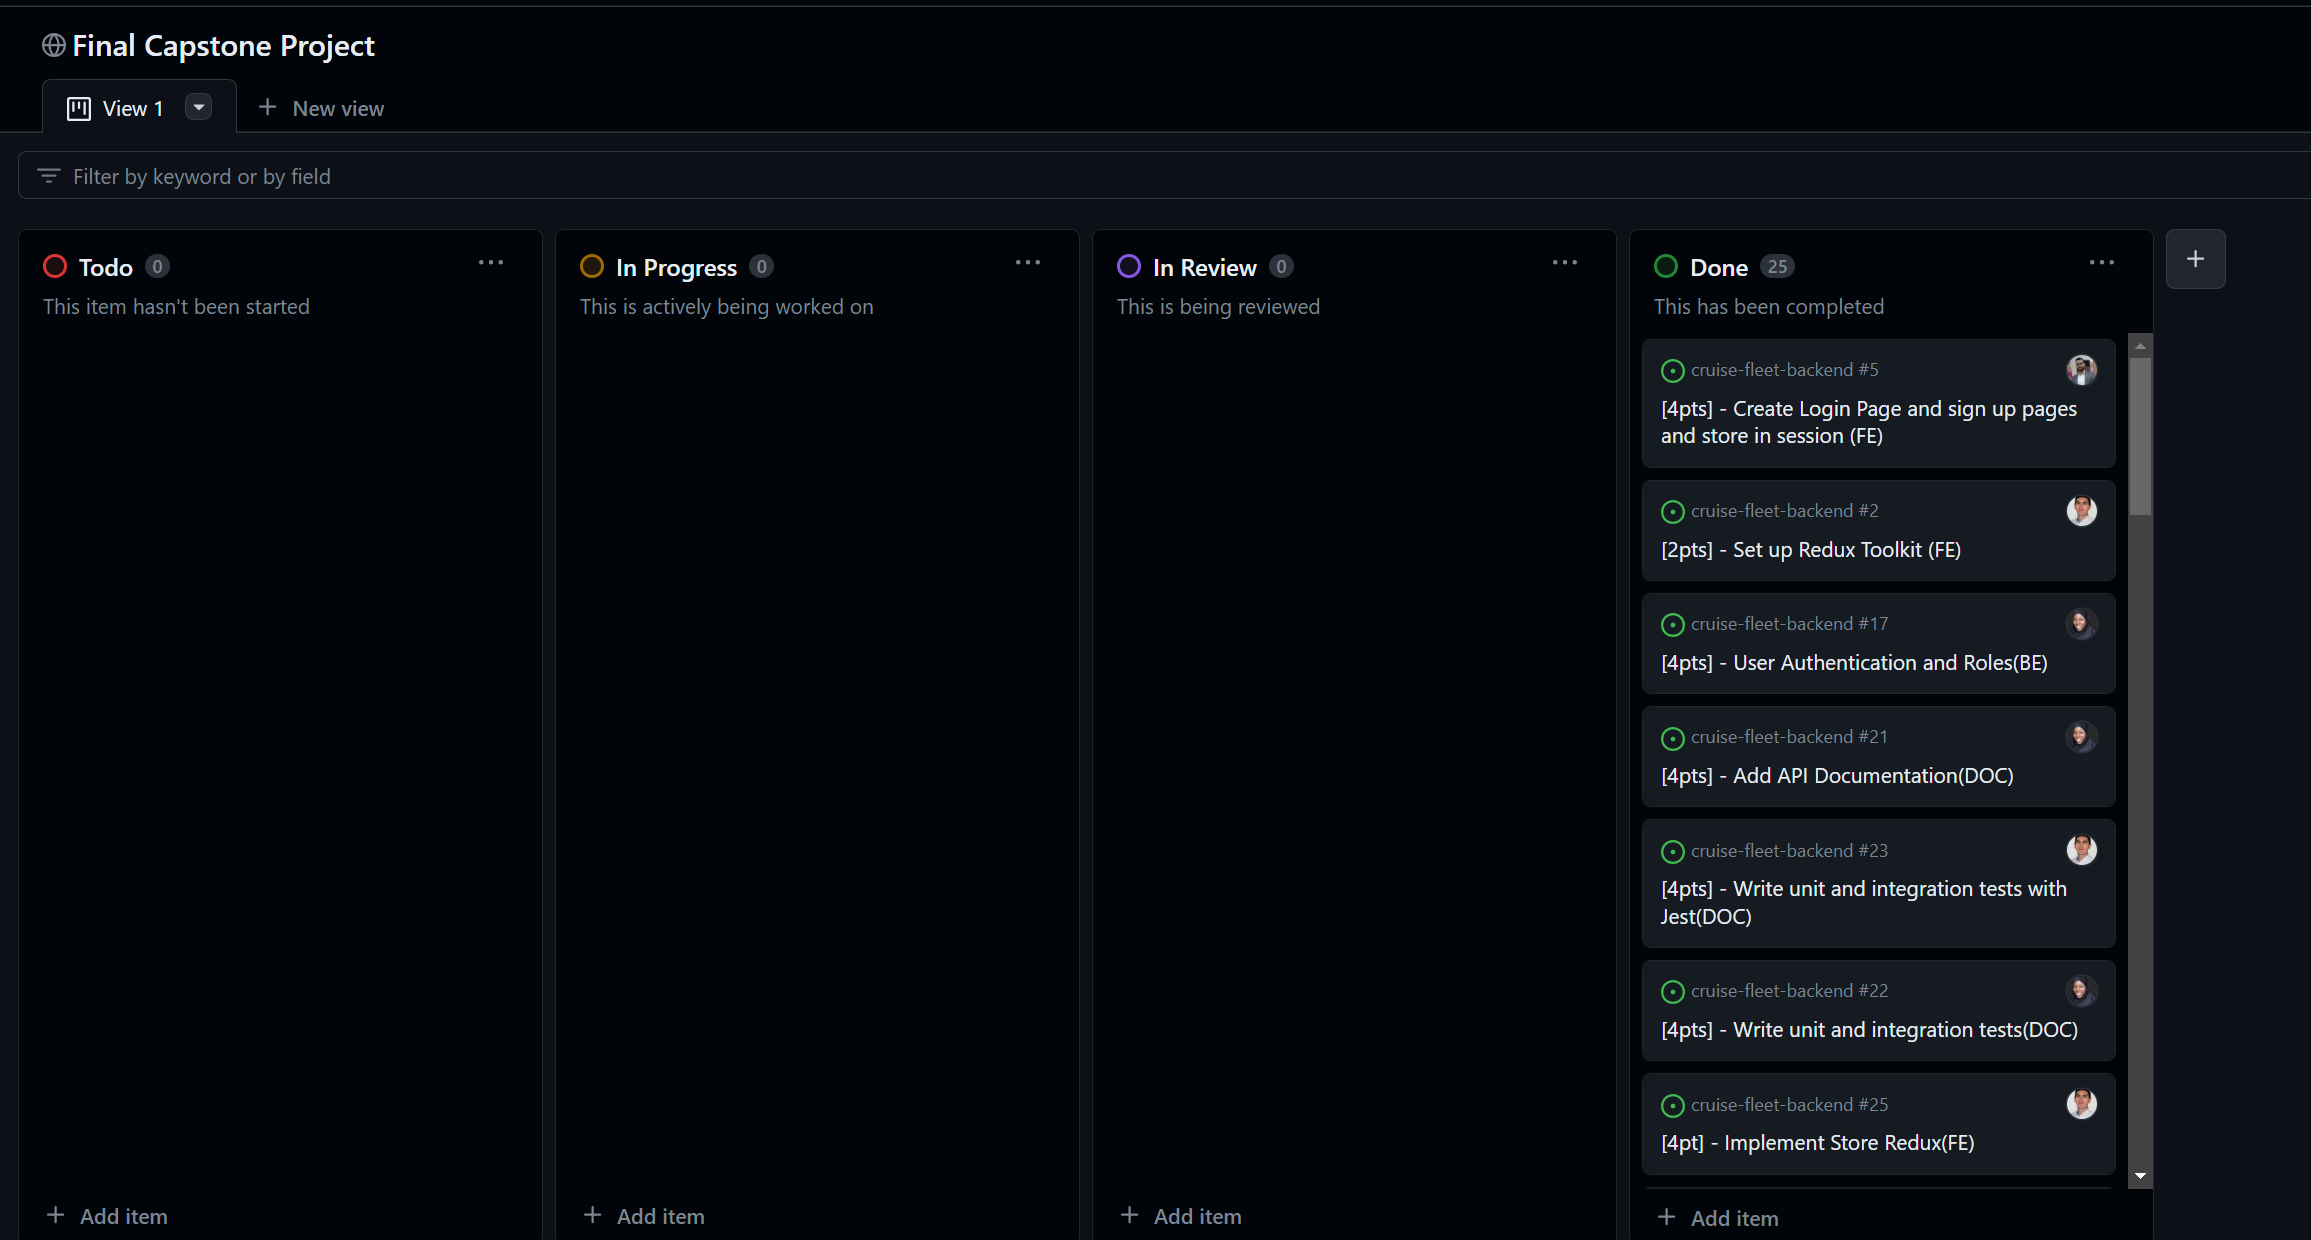 Final Capstone Project
View 1
New view
Filter by keyword or by field
Todo 0
This item hasn't been started
Add item
In Progress 0
This is actively being worked on
Add item
In Review 0
This is being reviewed
Add item
Done 25
This has been completed
cruise-fleet-backend #5
[4pts] - Create Login Page and sign up pages
and store in session (FE)
cruise-fleet-backend #2
[2pts] - Set up Redux Toolkit (FE)
cruise-fleet-backend #17
[4pts] - User Authentication and Roles(BE)
cruise-fleet-backend #21
[4pts] - Add API Documentation(DOC)
cruise-fleet-backend #23
[4pts] - Write unit and integration tests with
Jest(DOC)
cruise-fleet-backend #22
[4pts] - Write unit and integration tests(DOC)
cruise-fleet-backend #25
[4pt] - Implement Store Redux(FE)
Add item